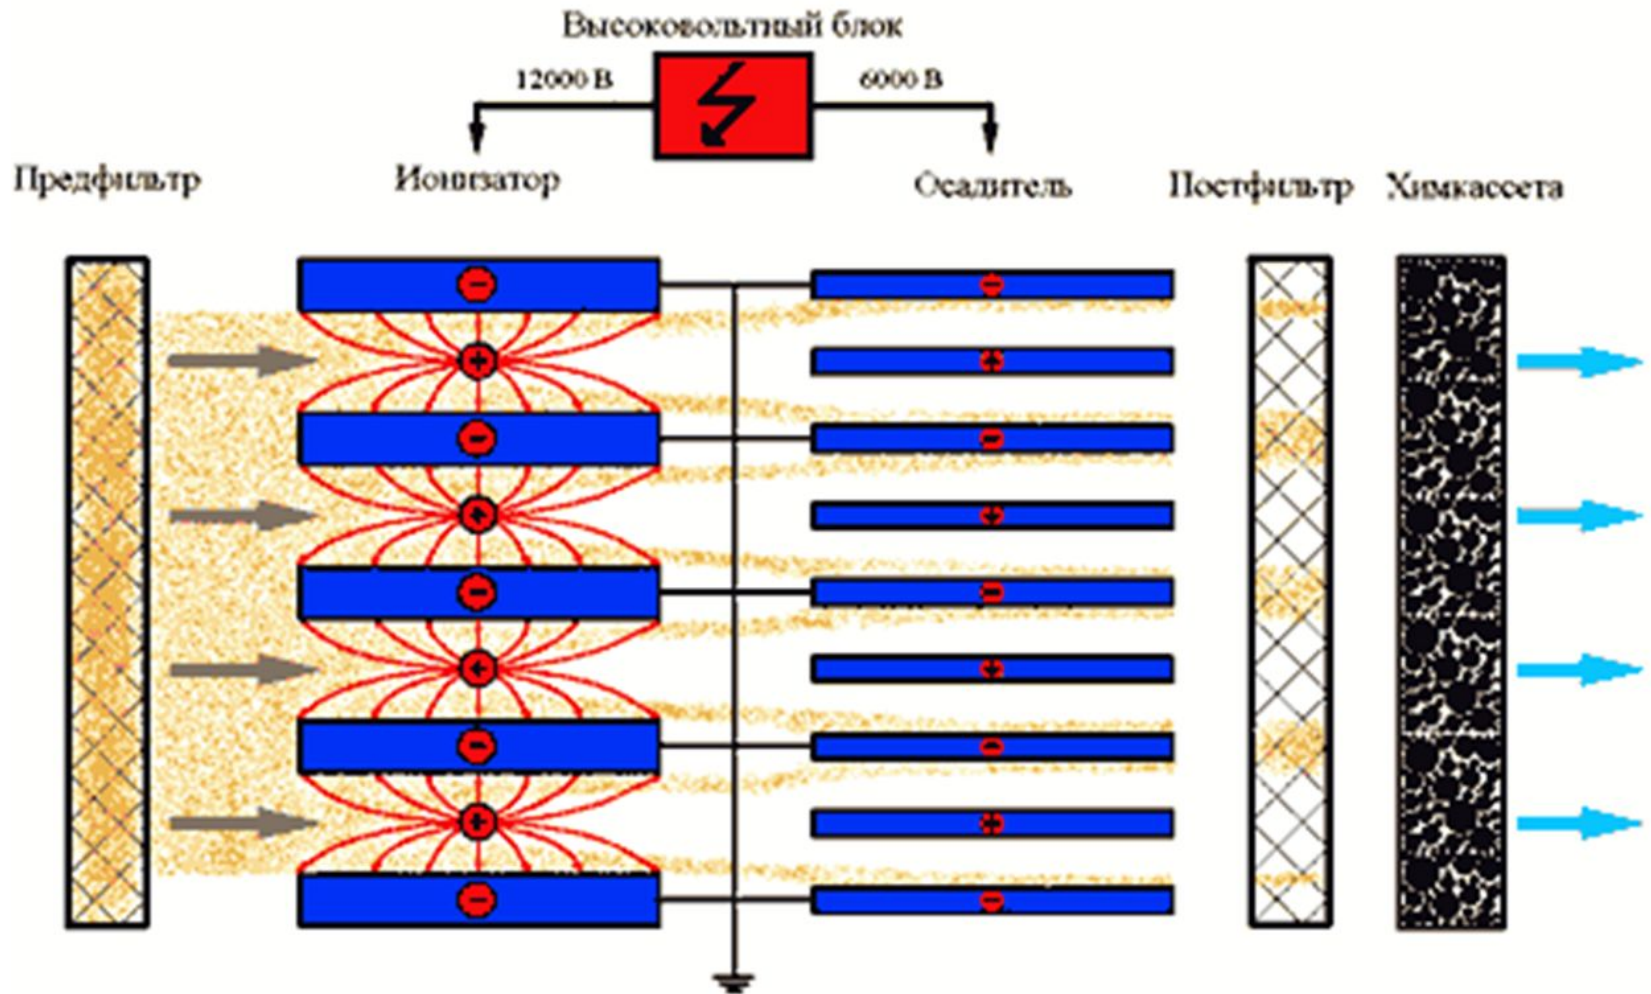 Высоковольтный блок
12000 В
6000 В
Предфильтр
Ионизатор
Осадитель
Постфильтр
Химкассета